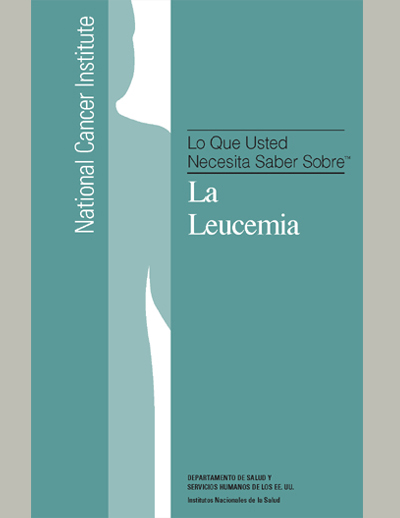 National Cancer Institute
Lo Que Usted
Necesita Saber Sobre™
La
Leucemia
DEPARTAMENTO DE SALUD Y
SERVICIOS HUMANOS DE LOS EE. UU.
Institutos Nacionales de la Salud